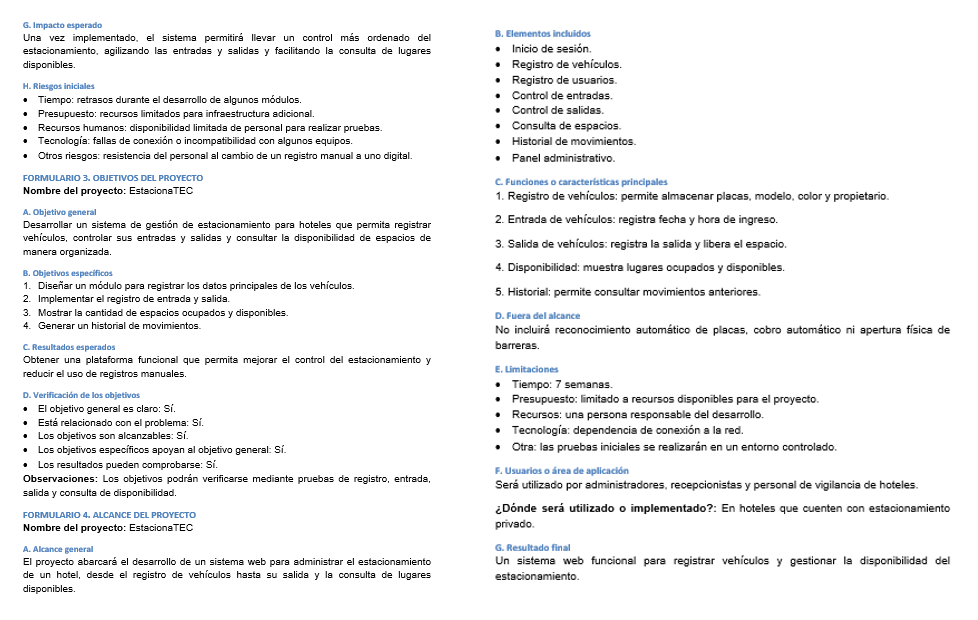 G. Impacto esperado
Una vez implementado, el sistema permitirá llevar un control más ordenado del
estacionamiento, agilizando las entradas y salidas y facilitando la consulta de lugares
disponibles.
H. Riesgos iniciales
• Tiempo: retrasos durante el desarrollo de algunos módulos.
• Presupuesto: recursos limitados para infraestructura adicional.
• Recursos humanos: disponibilidad limitada de personal para realizar pruebas.
• Tecnología: fallas de conexión o incompatibilidad con algunos equipos.
• Otros riesgos: resistencia del personal al cambio de un registro manual a uno digital.
FORMULARIO 3. OBJETIVOS DEL PROYECTO
Nombre del proyecto: EstacionaTEC
A. Objetivo general
Desarrollar un sistema de gestión de estacionamiento para hoteles que permita registrar
vehículos, controlar sus entradas y salidas y consultar la disponibilidad de espacios de
manera organizada.
B. Objetivos específicos
1. Diseñar un módulo para registrar los datos principales de los vehículos.
2. Implementar el registro de entrada y salida.
3. Mostrar la cantidad de espacios ocupados y disponibles.
4. Generar un historial de movimientos.
C. Resultados esperados
Obtener una plataforma funcional que permita mejorar el control del estacionamiento y
reducir el uso de registros manuales.
D. Verificación de los objetivos
• El objetivo general es claro: Sí.
• Está relacionado con el problema: Sí.
• Los objetivos son alcanzables: Sí.
• Los objetivos específicos apoyan al objetivo general: Sí.
• Los resultados pueden comprobarse: Sí.
Observaciones: Los objetivos podrán verificarse mediante pruebas de registro, entrada,
salida y consulta de disponibilidad.
FORMULARIO 4. ALCANCE DEL PROYECTO
Nombre del proyecto: EstacionaTEC
A. Alcance general
El proyecto abarcará el desarrollo de un sistema web para administrar el estacionamiento
de un hotel, desde el registro de vehículos hasta su salida y la consulta de lugares
disponibles.
B. Elementos incluidos
• Inicio de sesión.
• Registro de vehículos.
• Registro de usuarios.
• Control de entradas.
• Control de salidas.
• Consulta de espacios.
• Historial de movimientos.
• Panel administrativo.
C. Funciones o características principales
1. Registro de vehículos: permite almacenar placas, modelo, color y propietario.
2. Entrada de vehículos: registra fecha y hora de ingreso.
3. Salida de vehículos: registra la salida y libera el espacio.
4. Disponibilidad: muestra lugares ocupados y disponibles.
5. Historial: permite consultar movimientos anteriores.
D. Fuera del alcance
No incluirá reconocimiento automático de placas, cobro automático ni apertura física de
barreras.
E. Limitaciones
• Tiempo: 7 semanas.
• Presupuesto: limitado a recursos disponibles para el proyecto.
• Recursos: una persona responsable del desarrollo.
• Tecnología: dependencia de conexión a la red.
• Otra: las pruebas iniciales se realizarán en un entorno controlado.
F. Usuarios o área de aplicación
Será utilizado por administradores, recepcionistas y personal de vigilancia de hoteles.
¿Dónde será utilizado o implementado?: En hoteles que cuenten con estacionamiento
privado.
G. Resultado final
Un sistema web funcional para registrar vehículos y gestionar la disponibilidad del
estacionamiento.